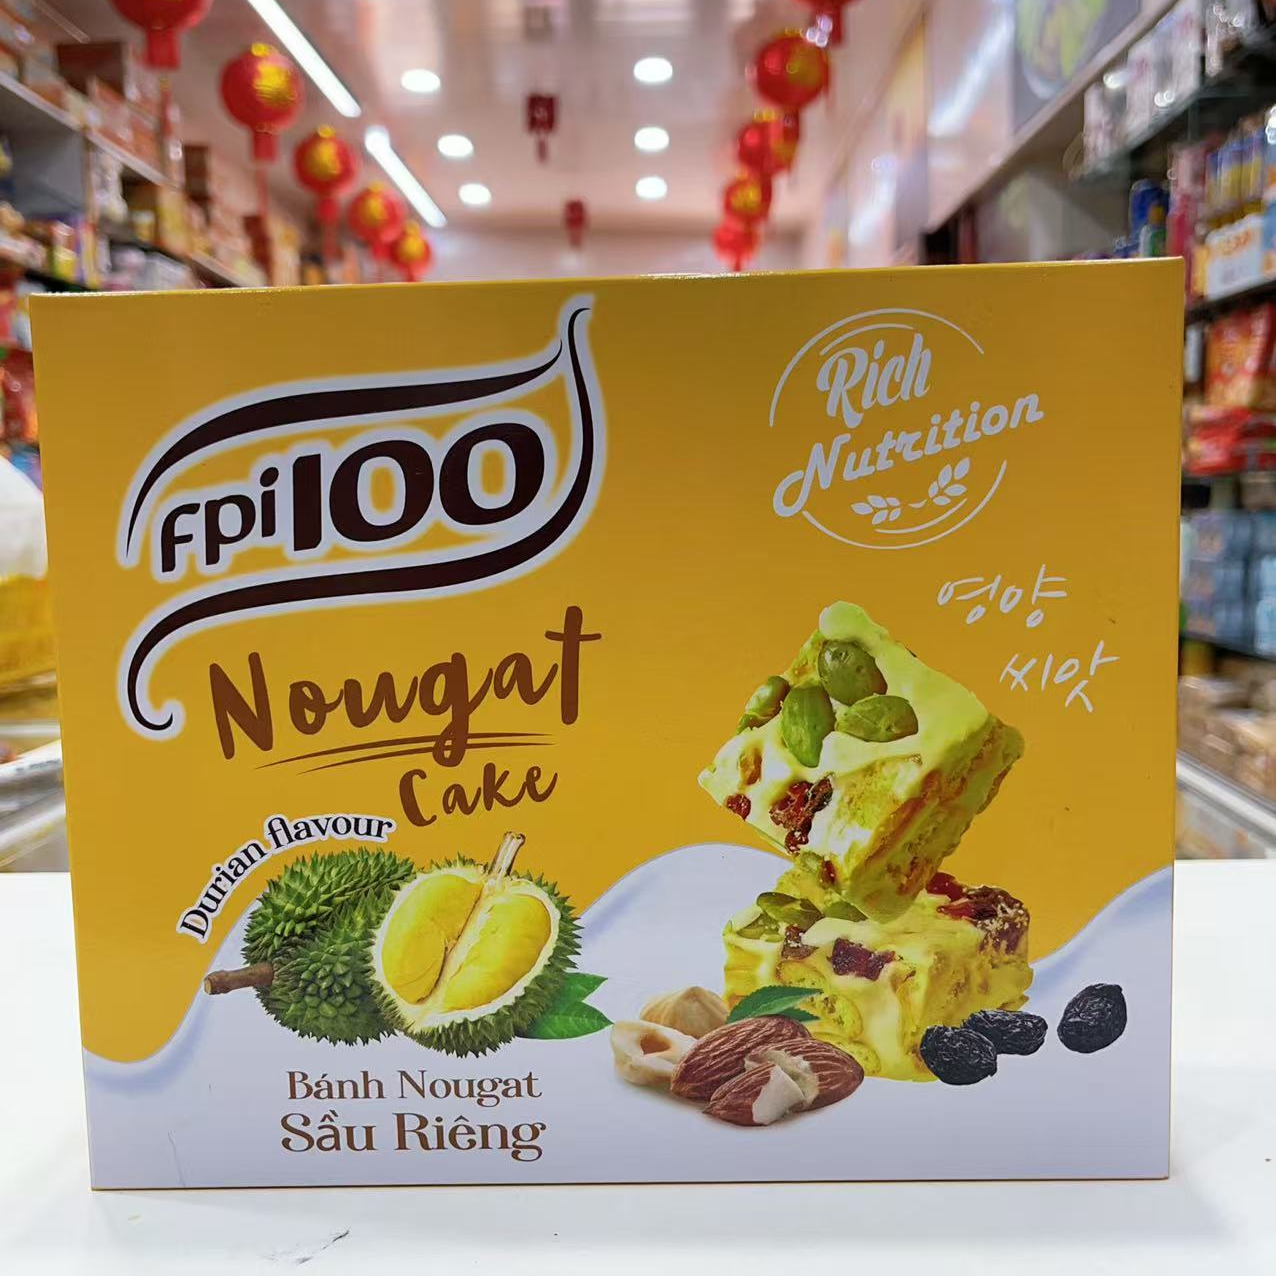 Fpi100
Rich
Nutrition
영양
씨앗
Nougat
Cake
Durian flavour
Bánh Nougat
Sầu Riêng